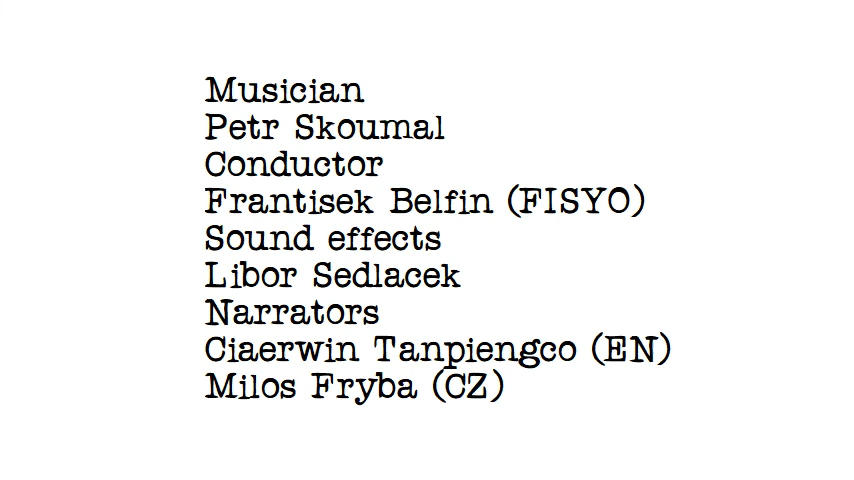 Musician
Petr Skoumal
Conductor
Frantisek Belfin (FISYO)
Sound effects
Libor Sedlacek
Narrators
Ciaerwin Tanpiengco (EN)
Milos Fryba (CZ)